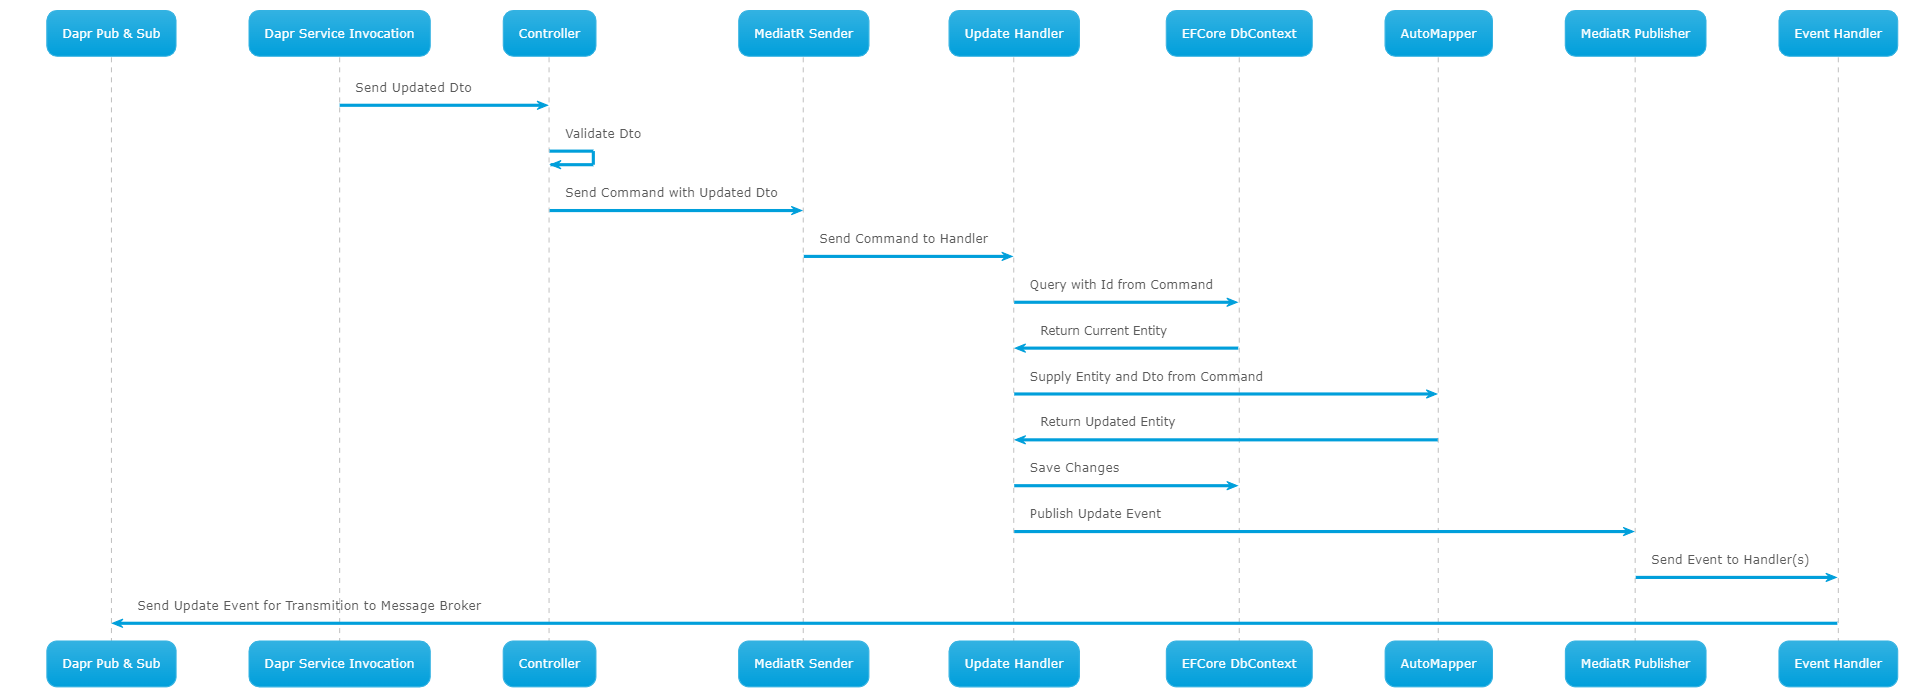 Dapr Pub & Sub
Dapr Service Invocation
Controller
MediatR Sender
Update Handler
EFCore DbContext
AutoMapper
MediatR Publisher
Event Handler
Send Updated Dto
Validate Dto
Send Command with Updated Dto
Send Command to Handler
Query with Id from Command
Return Current Entity
Supply Entity and Dto from Command
Return Updated Entity
Save Changes
Publish Update Event
Send Event to Handler(s)
Send Update Event for Transmition to Message Broker
Dapr Pub & Sub
Dapr Service Invocation
Controller
MediatR Sender
Update Handler
EFCore DbContext
AutoMapper
MediatR Publisher
Event Handler